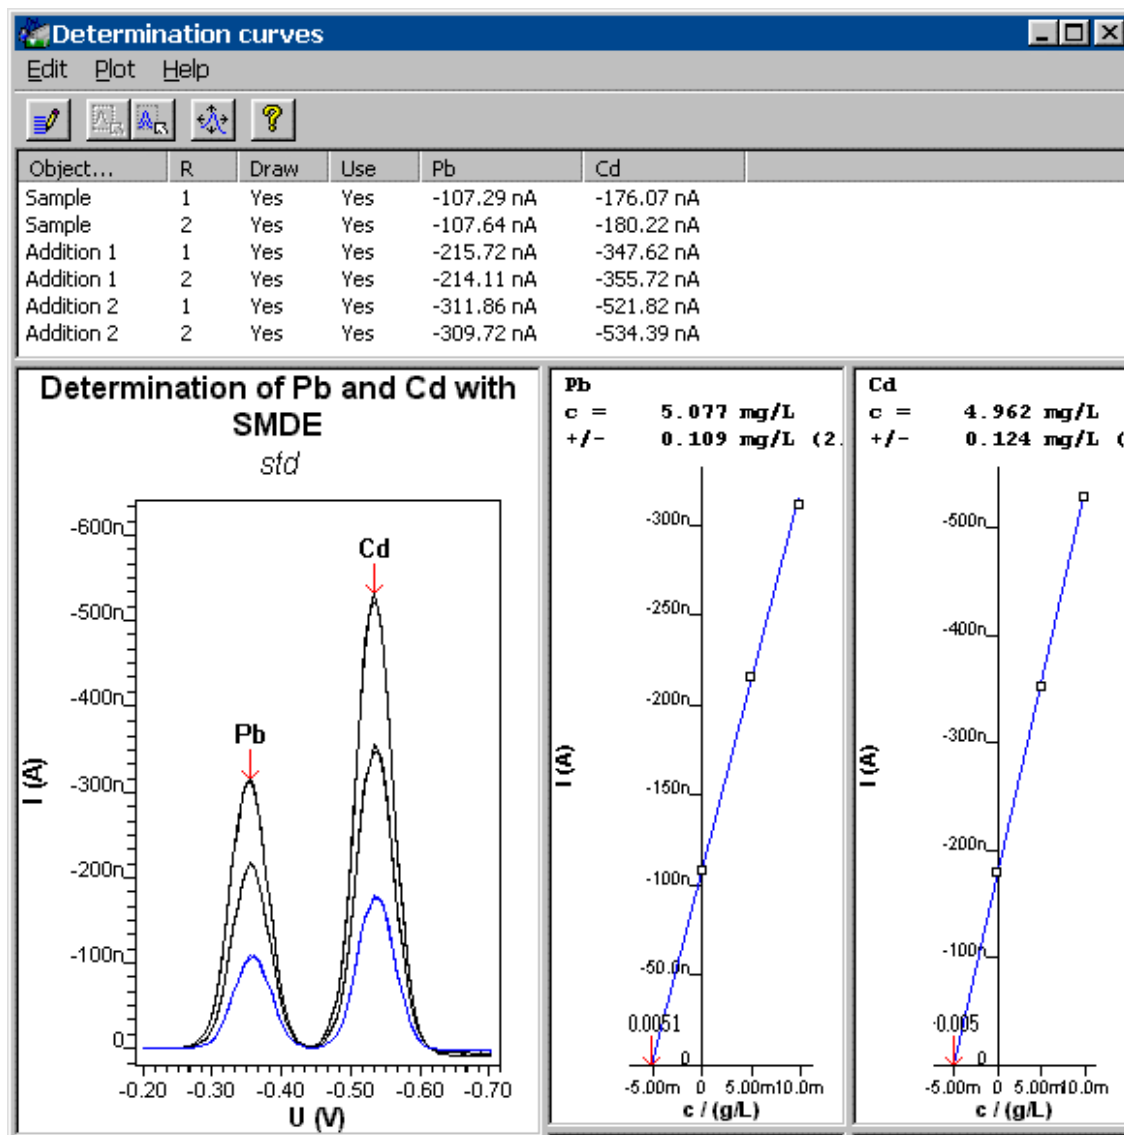 Determination curves
Edit Plot Help
Object... R Draw Use Pb Cd
Sample 1 Yes Yes -107.29 nA -176.07 nA
Sample 2 Yes Yes -107.64 nA -180.22 nA
Addition 1 1 Yes Yes -215.72 nA -347.62 nA
Addition 1 2 Yes Yes -214.11 nA -355.72 nA
Addition 2 1 Yes Yes -311.86 nA -521.82 nA
Addition 2 2 Yes Yes -309.72 nA -534.39 nA
Determination of Pb and Cd with
SMDE
std
-600n
-500n
-400n
-300n
-200n
-100n
0
I (A)
Cd
Pb
-0.20 -0.30 -0.40 -0.50 -0.60 -0.70
U (V)
Pb
c = 5.077 mg/L
+/- 0.109 mg/L (2.
-300n
-250n
-200n
-150n
-100n
-50.0n
0
I (A)
0.0051
-5.00m 0 5.00m 10.0m
c / (g/L)
Cd
c = 4.962 mg/L
+/- 0.124 mg/L (
-500n
-400n
-300n
-200n
-100n
0
I (A)
-0.005
-5.00m 0 5.00m 10.0m
c / (g/L)